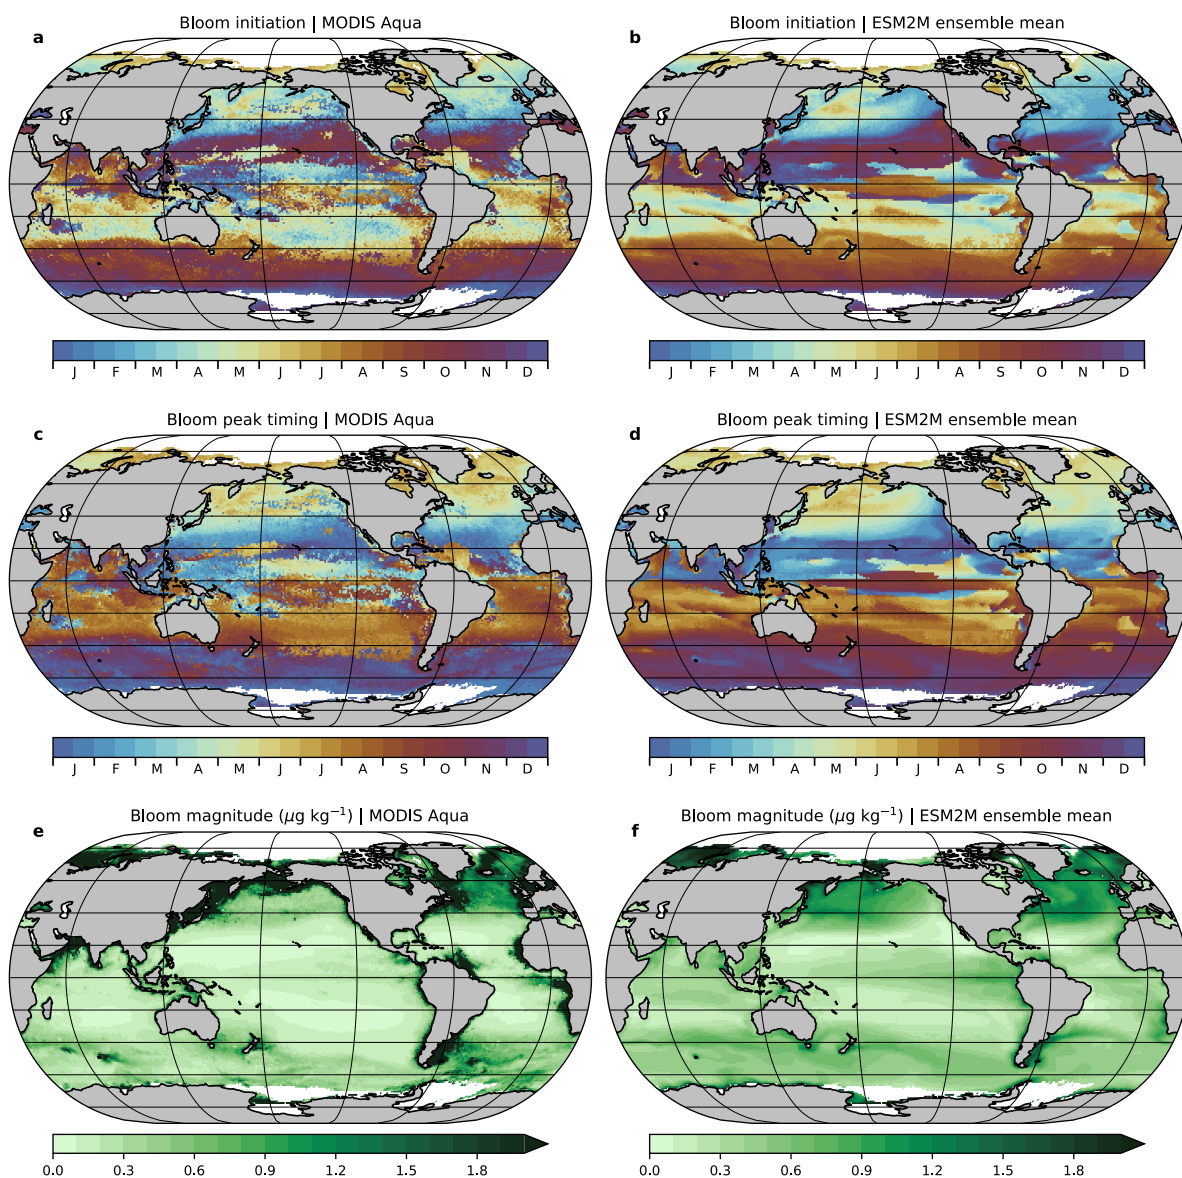 Bloom initiation | MODIS Aqua
a
J F M A M J J A S O N D
Bloom initiation | ESM2M ensemble mean
b
J F M A M J J A S O N D
Bloom peak timing | MODIS Aqua
c
J F M A M J J A S O N D
Bloom peak timing | ESM2M ensemble mean
d
J F M A M J J A S O N D
Bloom magnitude (μg kg⁻¹) | MODIS Aqua
e
0.0 0.3 0.6 0.9 1.2 1.5 1.8
Bloom magnitude (μg kg⁻¹) | ESM2M ensemble mean
f
0.0 0.3 0.6 0.9 1.2 1.5 1.8